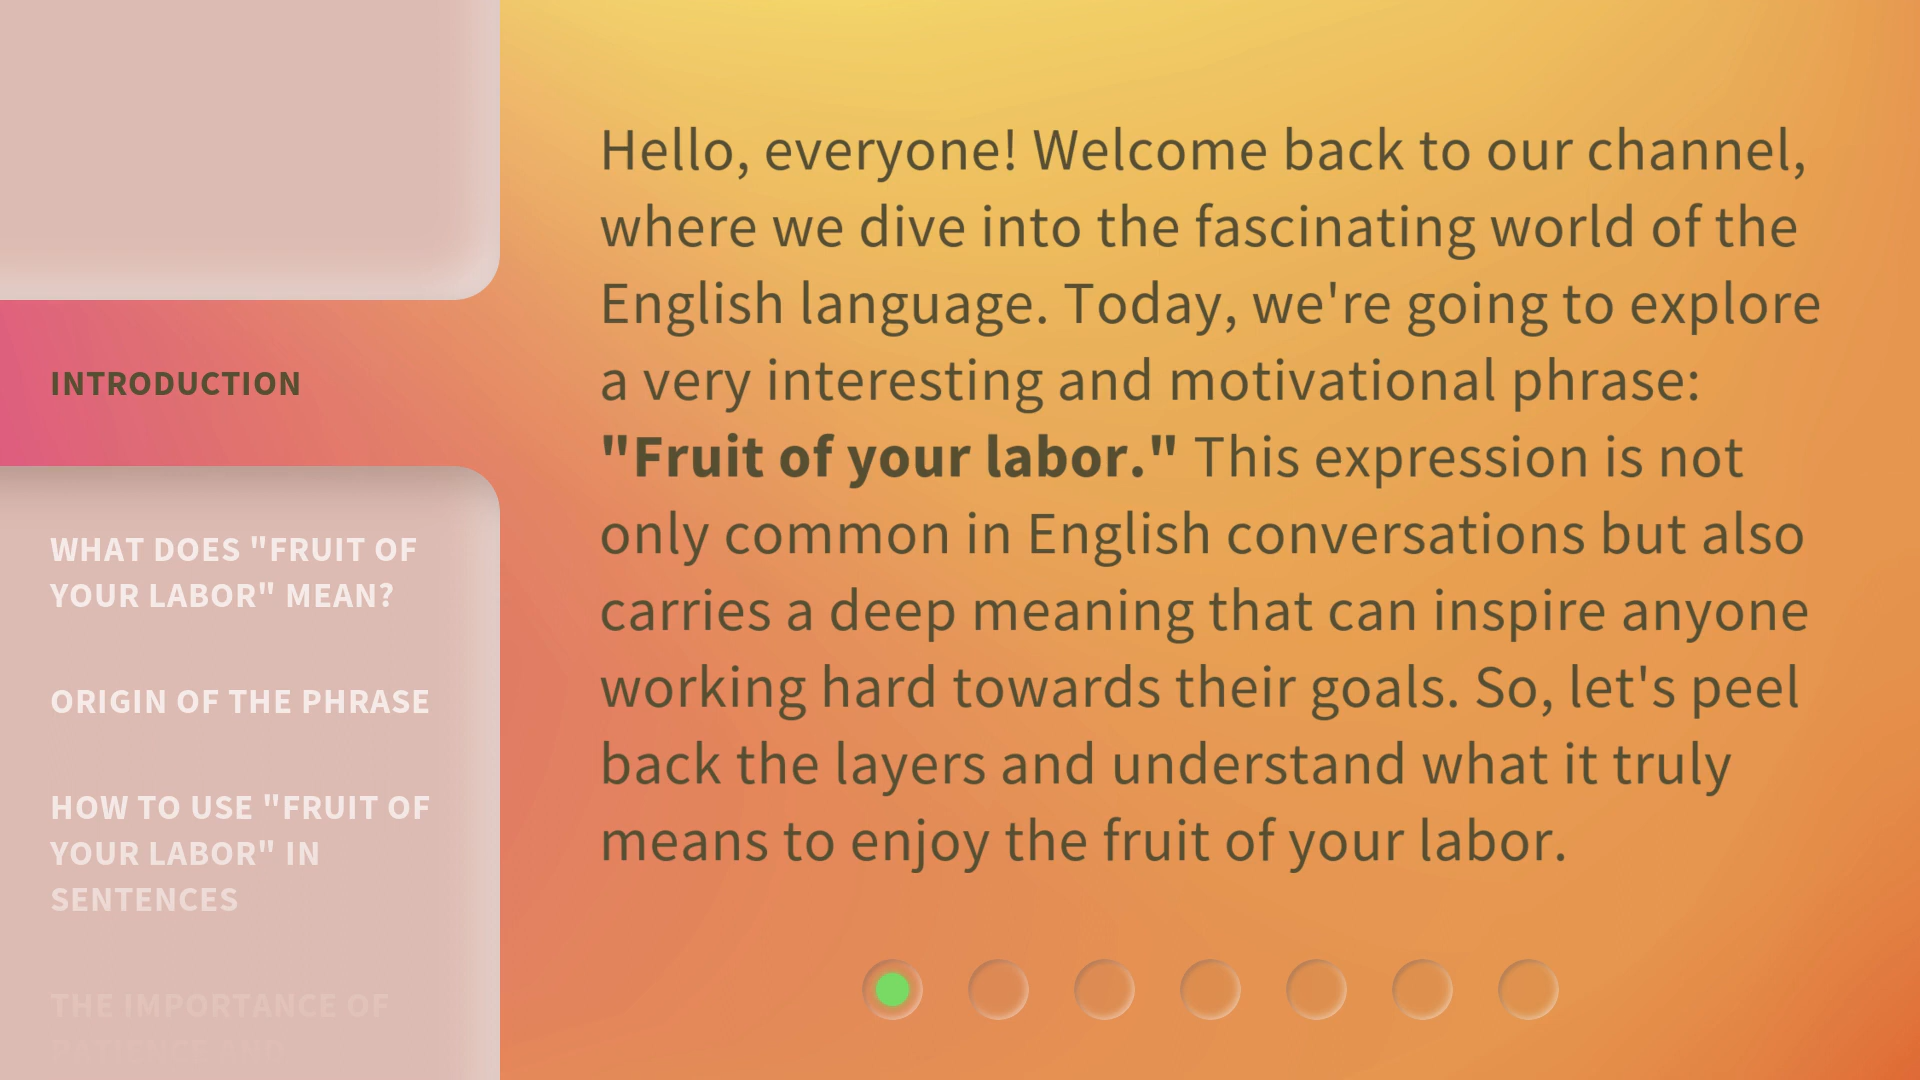 INTRODUCTION
WHAT DOES "FRUIT OF
YOUR LABOR" MEAN?
ORIGIN OF THE PHRASE
HOW TO USE "FRUIT OF
YOUR LABOR" IN
SENTENCES
THE IMPORTANCE OF
PATIENCE AND
Hello, everyone! Welcome back to our channel,
where we dive into the fascinating world of the
English language. Today, we're going to explore
a very interesting and motivational phrase:
"Fruit of your labor." This expression is not
only common in English conversations but also
carries a deep meaning that can inspire anyone
working hard towards their goals. So, let's peel
back the layers and understand what it truly
means to enjoy the fruit of your labor.